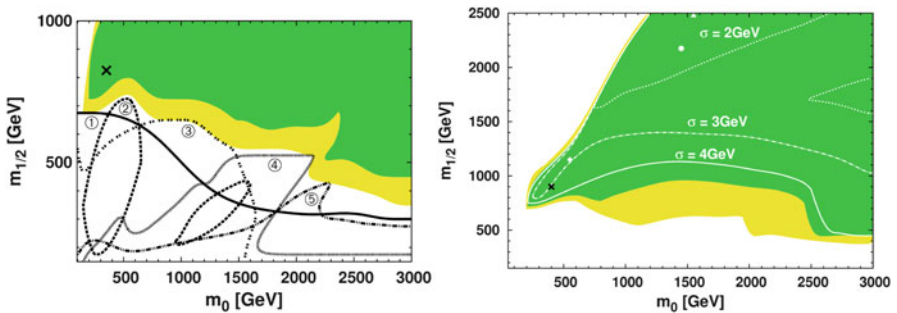 1000
500
m1/2 [GeV]
① ② ③ ④ ⑤
500 1000 1500 2000 2500 3000
m0 [GeV]
2500
2000
1500
1000
500
m1/2 [GeV]
σ = 2GeV
σ = 3GeV
σ = 4GeV
500 1000 1500 2000 2500 3000
m0 [GeV]